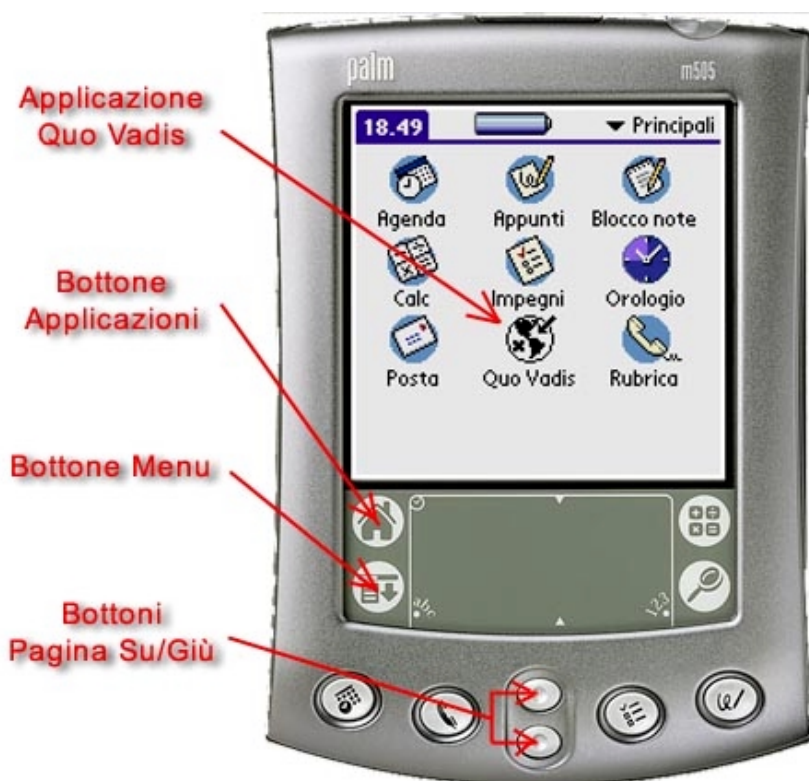 palm
m505
Applicazione
Quo Vadis
18.49
Principali
Agenda
Appunti
Blocco note
Bottone
Applicazioni
Calc
Impegni
Orologio
Posta
Quo Vadis
Rubrica
Bottone Menu
abc
123
Bottoni
Pagina Su/Giù